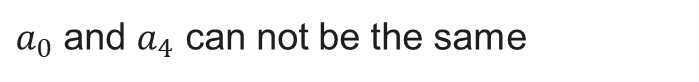 a₀ and a₄ can not be the same